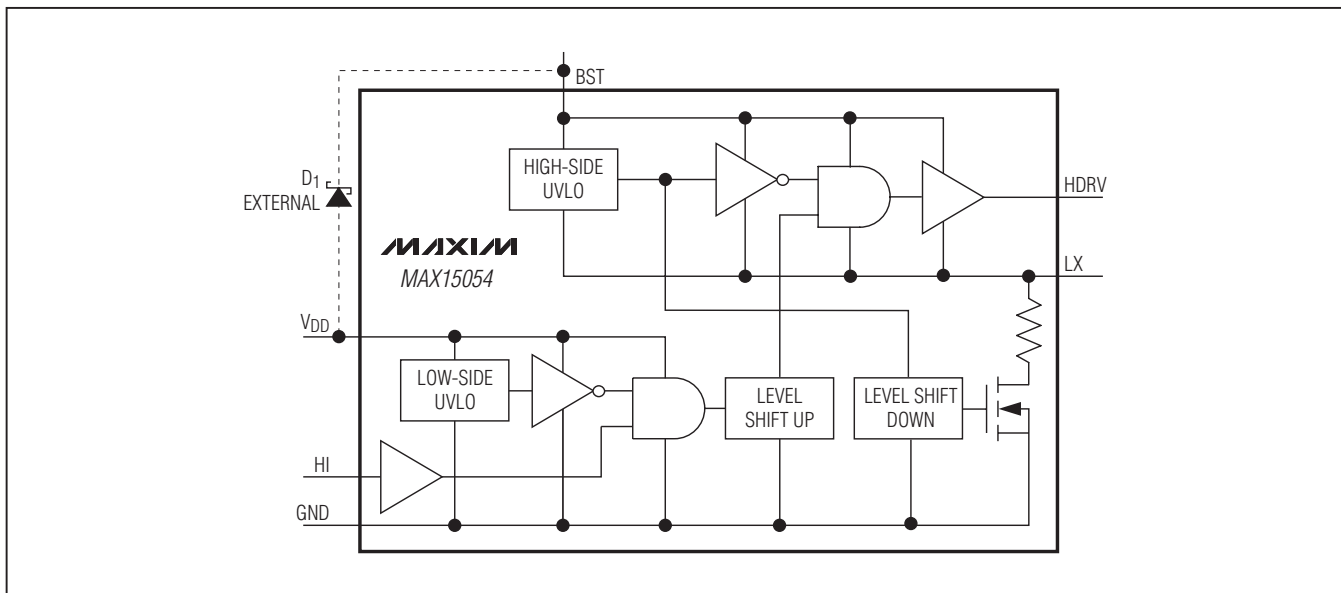 BST
HIGH-SIDE
UVLO
HDRV
D1
EXTERNAL
MAXIM
MAX15054
LX
VDD
LOW-SIDE
UVLO
LEVEL
SHIFT UP
LEVEL SHIFT
DOWN
HI
GND